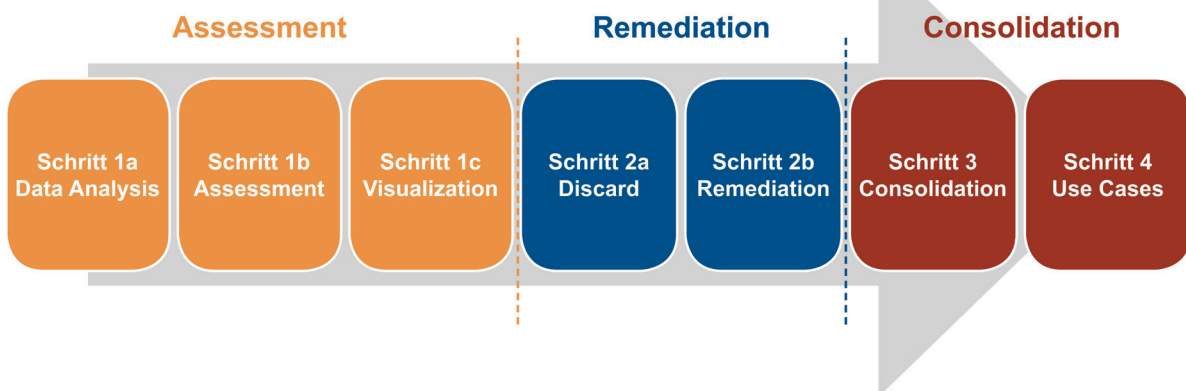 Assessment
Remediation
Consolidation
Schritt 1a
Data Analysis
Schritt 1b
Assessment
Schritt 1c
Visualization
Schritt 2a
Discard
Schritt 2b
Remediation
Schritt 3
Consolidation
Schritt 4
Use Cases